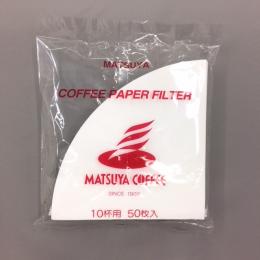 MATSUYA
COFFEE PAPER FILTER
MATSUYA COFFEE
SINCE 1909
10杯用 50枚入